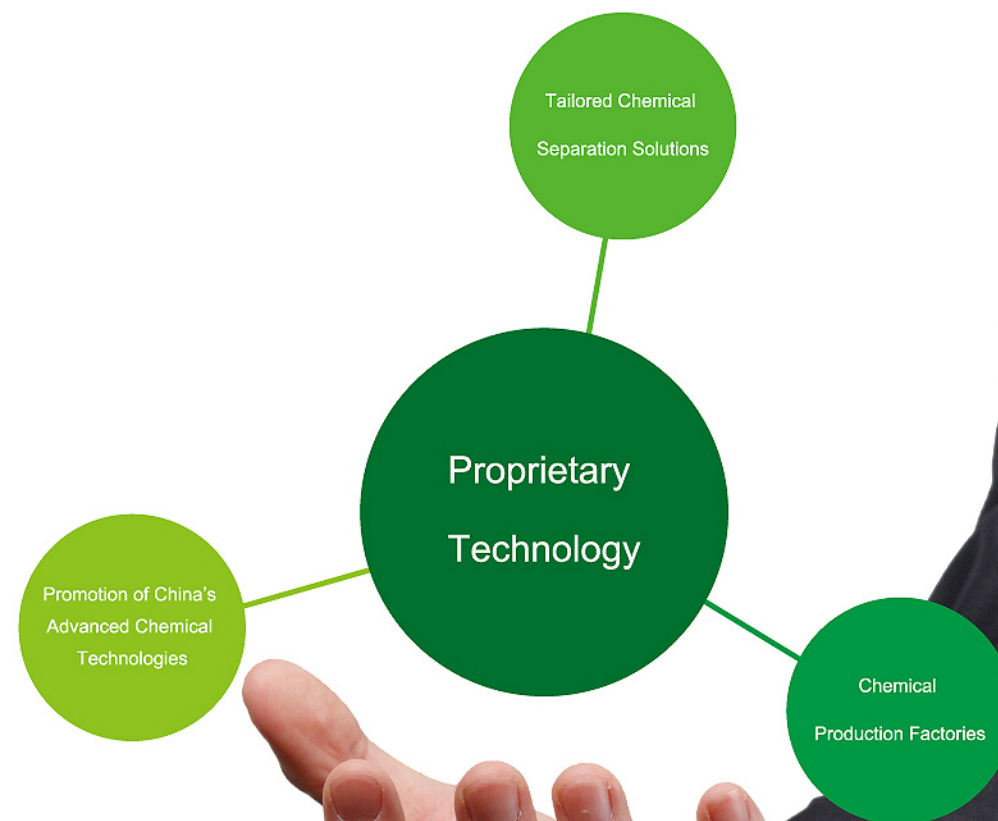 Tailored Chemical
Separation Solutions
Proprietary
Technology
Promotion of China's
Advanced Chemical
Technologies
Chemical
Production Factories